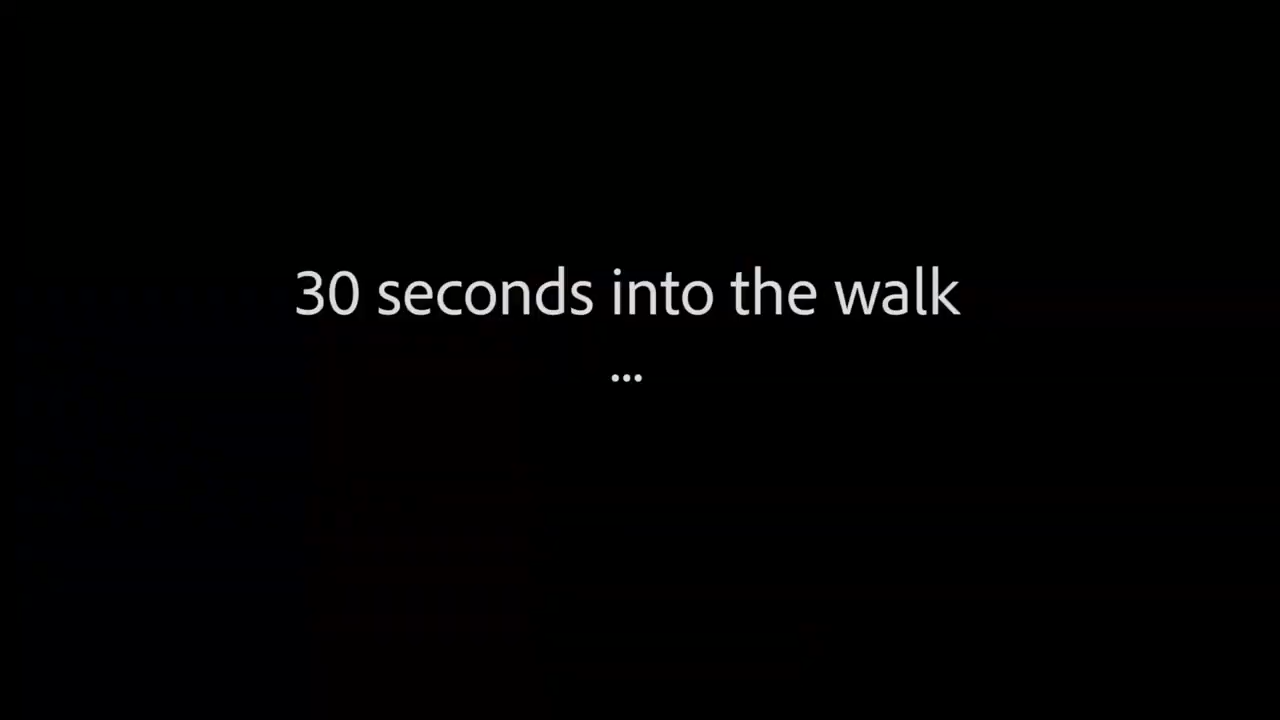 30 seconds into the walk
...